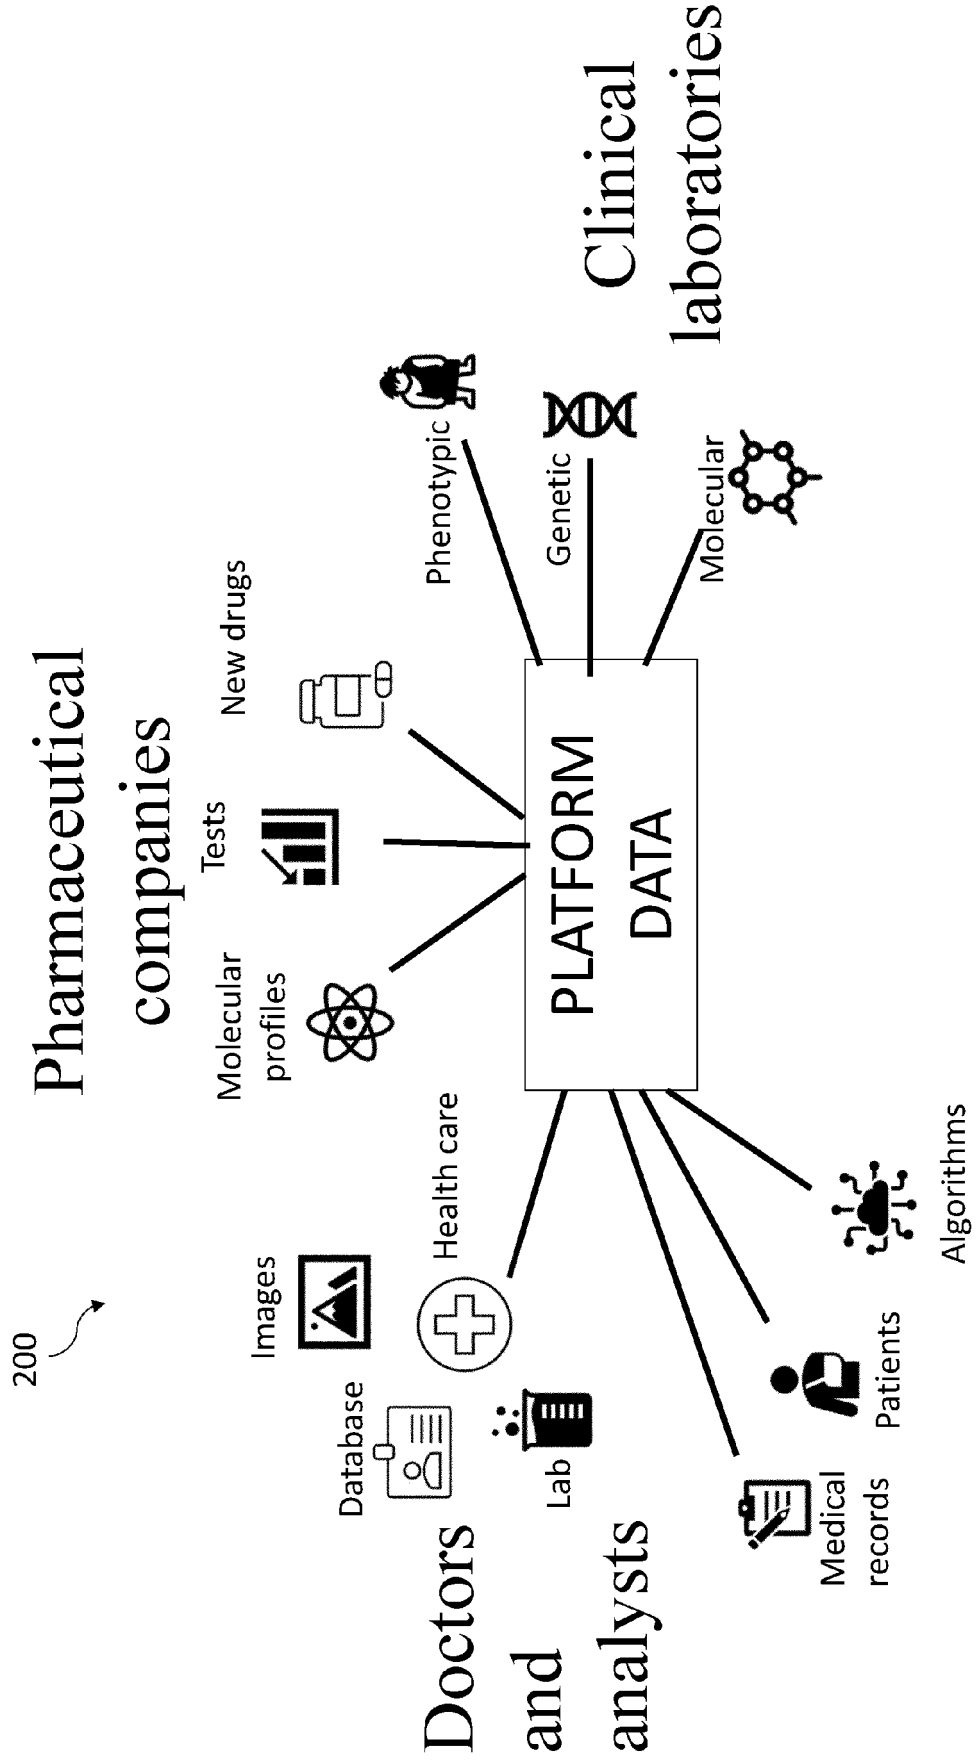 200
Pharmaceutical
companies
Molecular
profiles
Tests
New drugs
Doctors
and
analysts
Database
Images
Health care
Lab
Medical
records
Patients
Algorithms
PLATFORM
DATA
Phenotypic
Genetic
Molecular
Clinical
laboratories